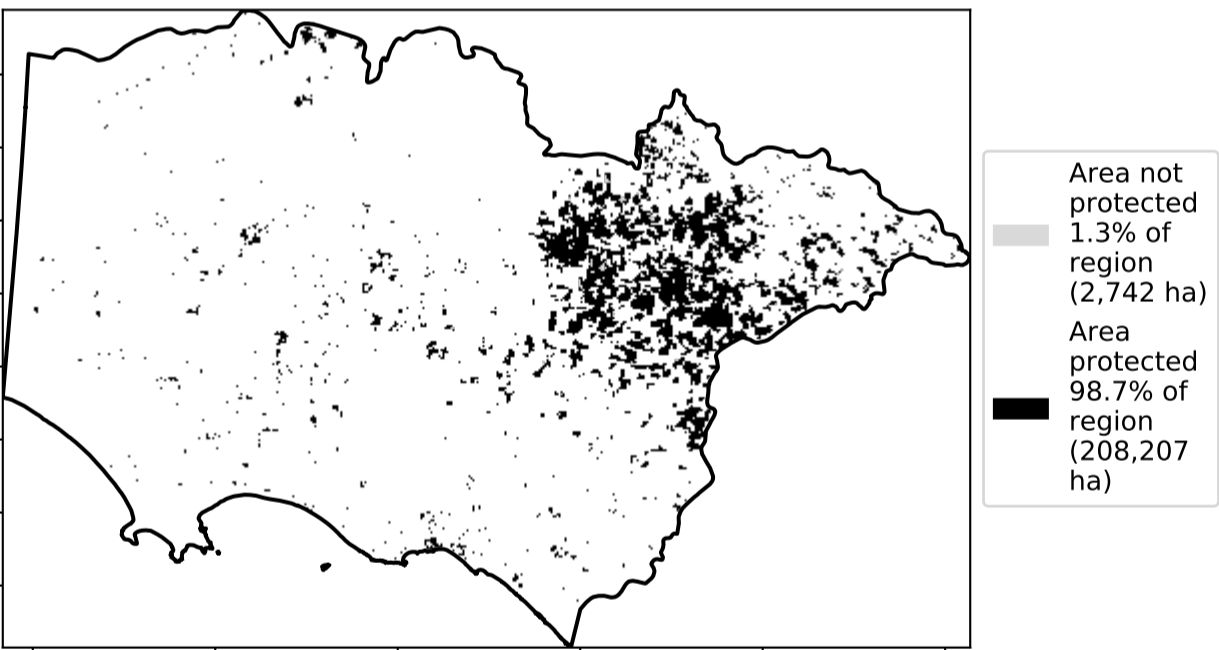 Area not
protected
1.3% of
region
(2,742 ha)
Area
protected
98.7% of
region
(208,207
ha)